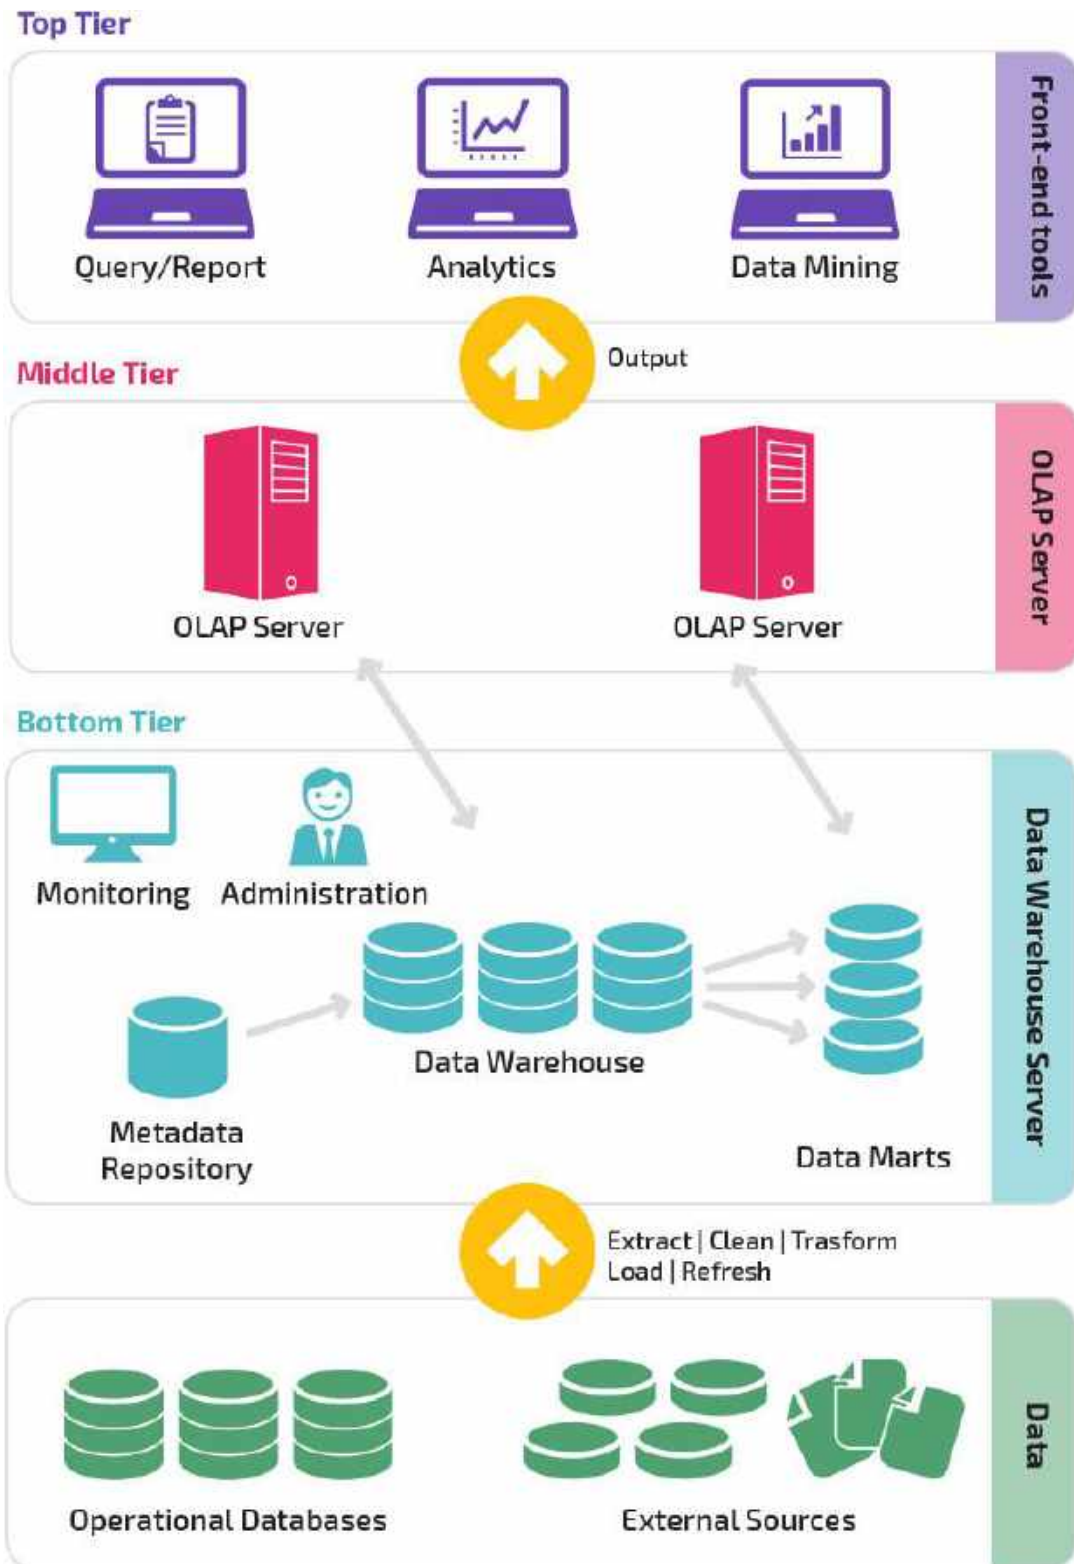 Top Tier
Front-end tools
Query/Report
Analytics
Data Mining
Output
Middle Tier
OLAP Server
OLAP Server
OLAP Server
Bottom Tier
Data Warehouse Server
Monitoring
Administration
Data Warehouse
Metadata
Repository
Data Marts
Extract | Clean | Trasform
Load | Refresh
Data
Operational Databases
External Sources